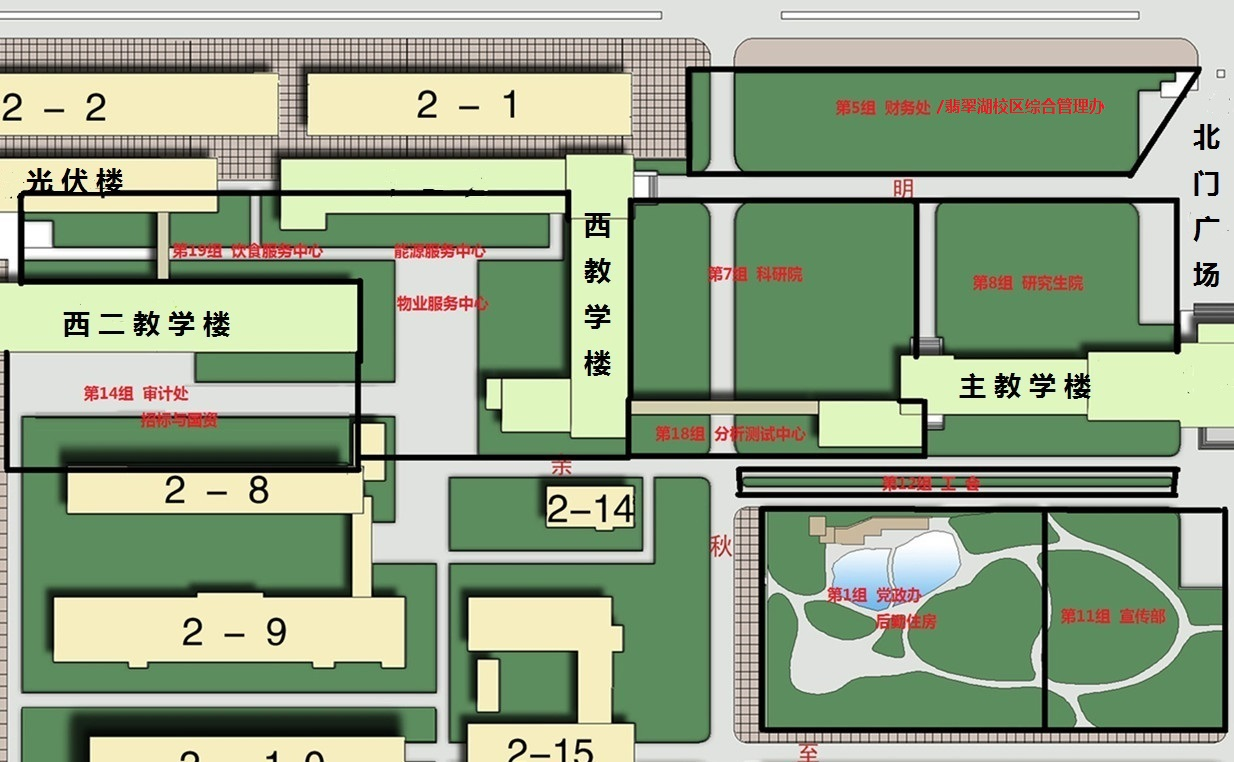 2 - 2
2 - 1
第5组 财务处 /翡翠湖校区综合管理办
北门广场
光伏楼
明
西教学楼
第19组 饮食服务中心
能源服务中心
物业服务中心
第7组 科研院
第8组 研究生院
西二教学楼
主教学楼
第14组 审计处
招标与国资
第18组 分析测试中心
亲
2 - 8
2-14
工 会
秋
第1组 党政办
后勤住房
第11组 宣传部
2 - 9
2-15
至